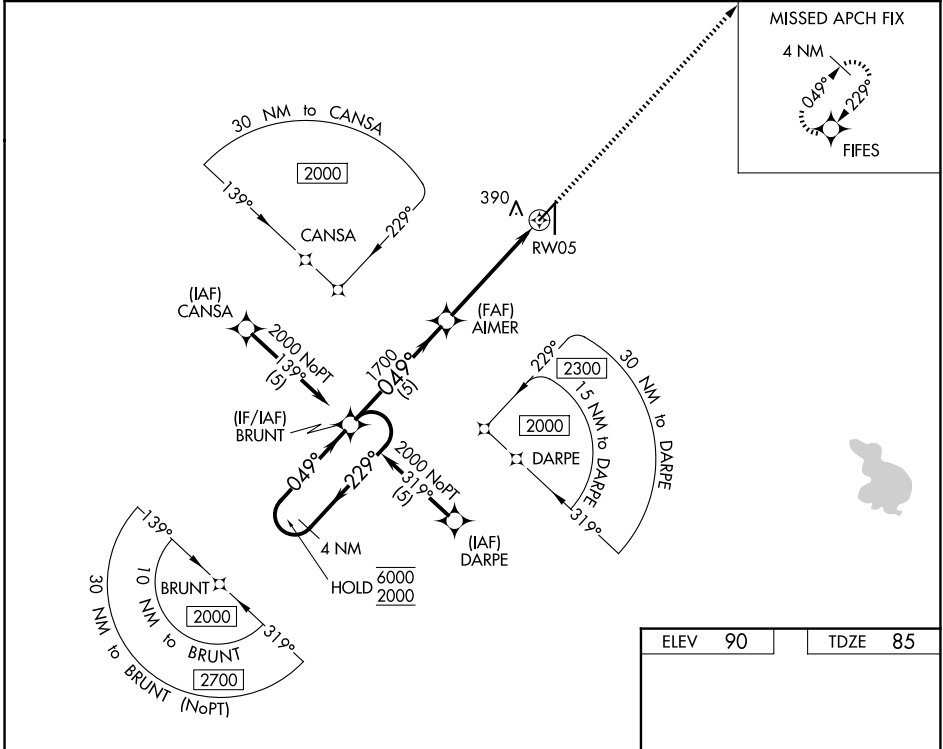 MISSED APCH FIX
4 NM
049°
229°
FIFES
30 NM to CANSA
2000
139°
229°
CANSA
390
RW05
(IAF)
CANSA
2000 NoPT
139°
(5)
(FAF)
AIMER
1700
049°
(5)
(IF/IAF)
BRUNT
049°
229°
2000 NoPT
319°
(5)
(IAF)
DARPE
4 NM
HOLD 6000
2000
229°
2300
30 NM to DARPE
15 NM to DARPE
2000
DARPE
319°
139°
BRUNT
2000
319°
10 NM to BRUNT
2700
30 NM to BRUNT (NoPT)
ELEV 90
TDZE 85